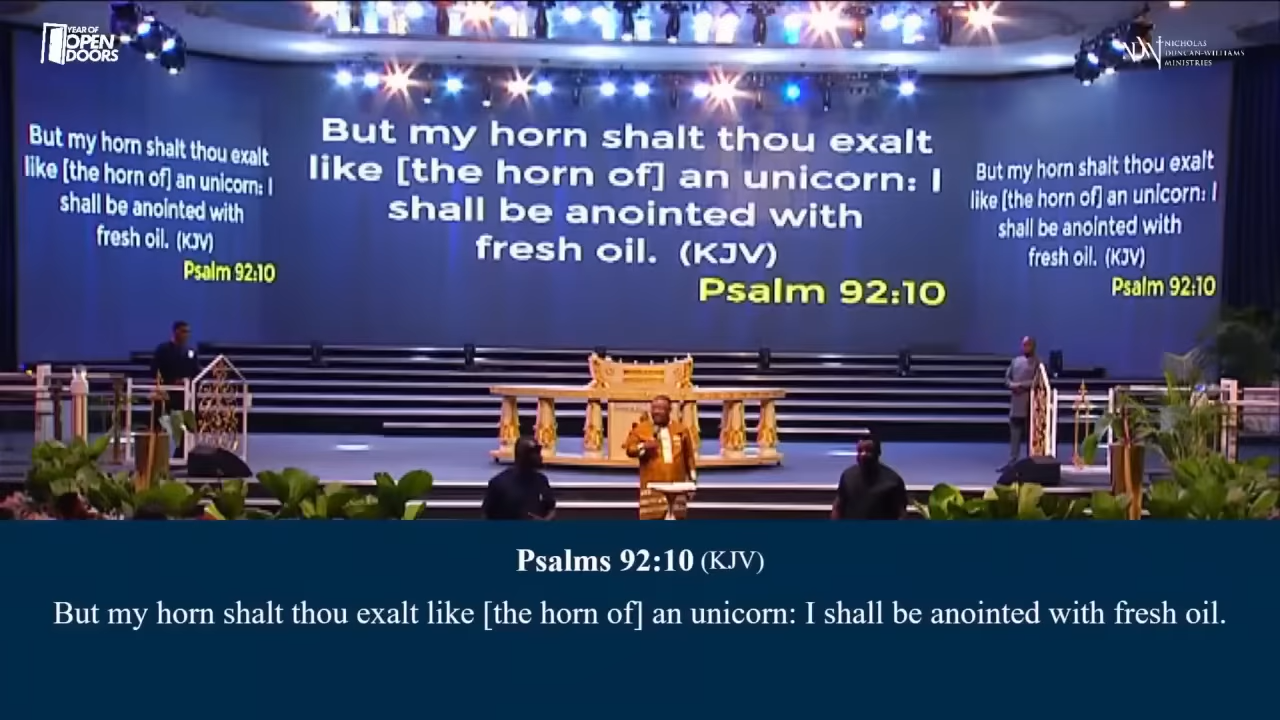 YEAR OF
OPEN
DOORS
NDW
NICHOLAS
DUNCAN-WILLIAMS
MINISTRIES
But my horn shalt thou exalt
like [the horn of] an unicorn: I
shall be anointed with
fresh oil. (KJV)
Psalm 92:10
But my horn shalt thou exalt
like [the horn of] an unicorn: I
shall be anointed with
fresh oil. (KJV)
Psalm 92:10
But my horn shalt thou exalt
like [the horn of] an unicorn: I
shall be anointed with
fresh oil. (KJV)
Psalm 92:10
Psalms 92:10 (KJV)
But my horn shalt thou exalt like [the horn of] an unicorn: I shall be anointed with fresh oil.